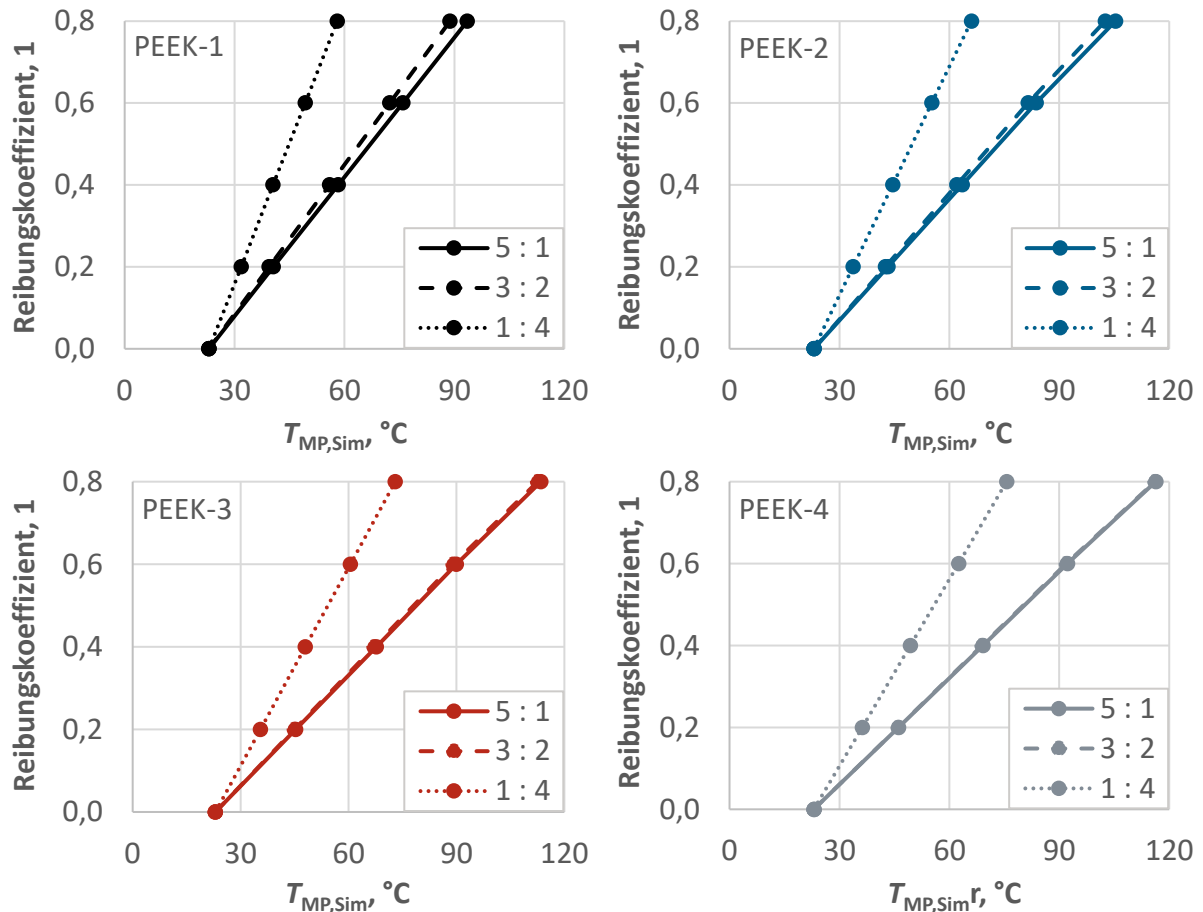 PEEK-1
Reibungskoeffizient, 1
0,8
0,6
0,4
0,2
0,0
0 30 60 90 120
5 : 1
3 : 2
1 : 4
TMP,Sim, °C
PEEK-2
Reibungskoeffizient, 1
0,8
0,6
0,4
0,2
0,0
0 30 60 90 120
5 : 1
3 : 2
1 : 4
TMP,Sim, °C
PEEK-3
Reibungskoeffizient, 1
0,8
0,6
0,4
0,2
0,0
0 30 60 90 120
5 : 1
3 : 2
1 : 4
TMP,Sim, °C
PEEK-4
Reibungskoeffizient, 1
0,8
0,6
0,4
0,2
0,0
0 30 60 90 120
5 : 1
3 : 2
1 : 4
TMP,Simr, °C